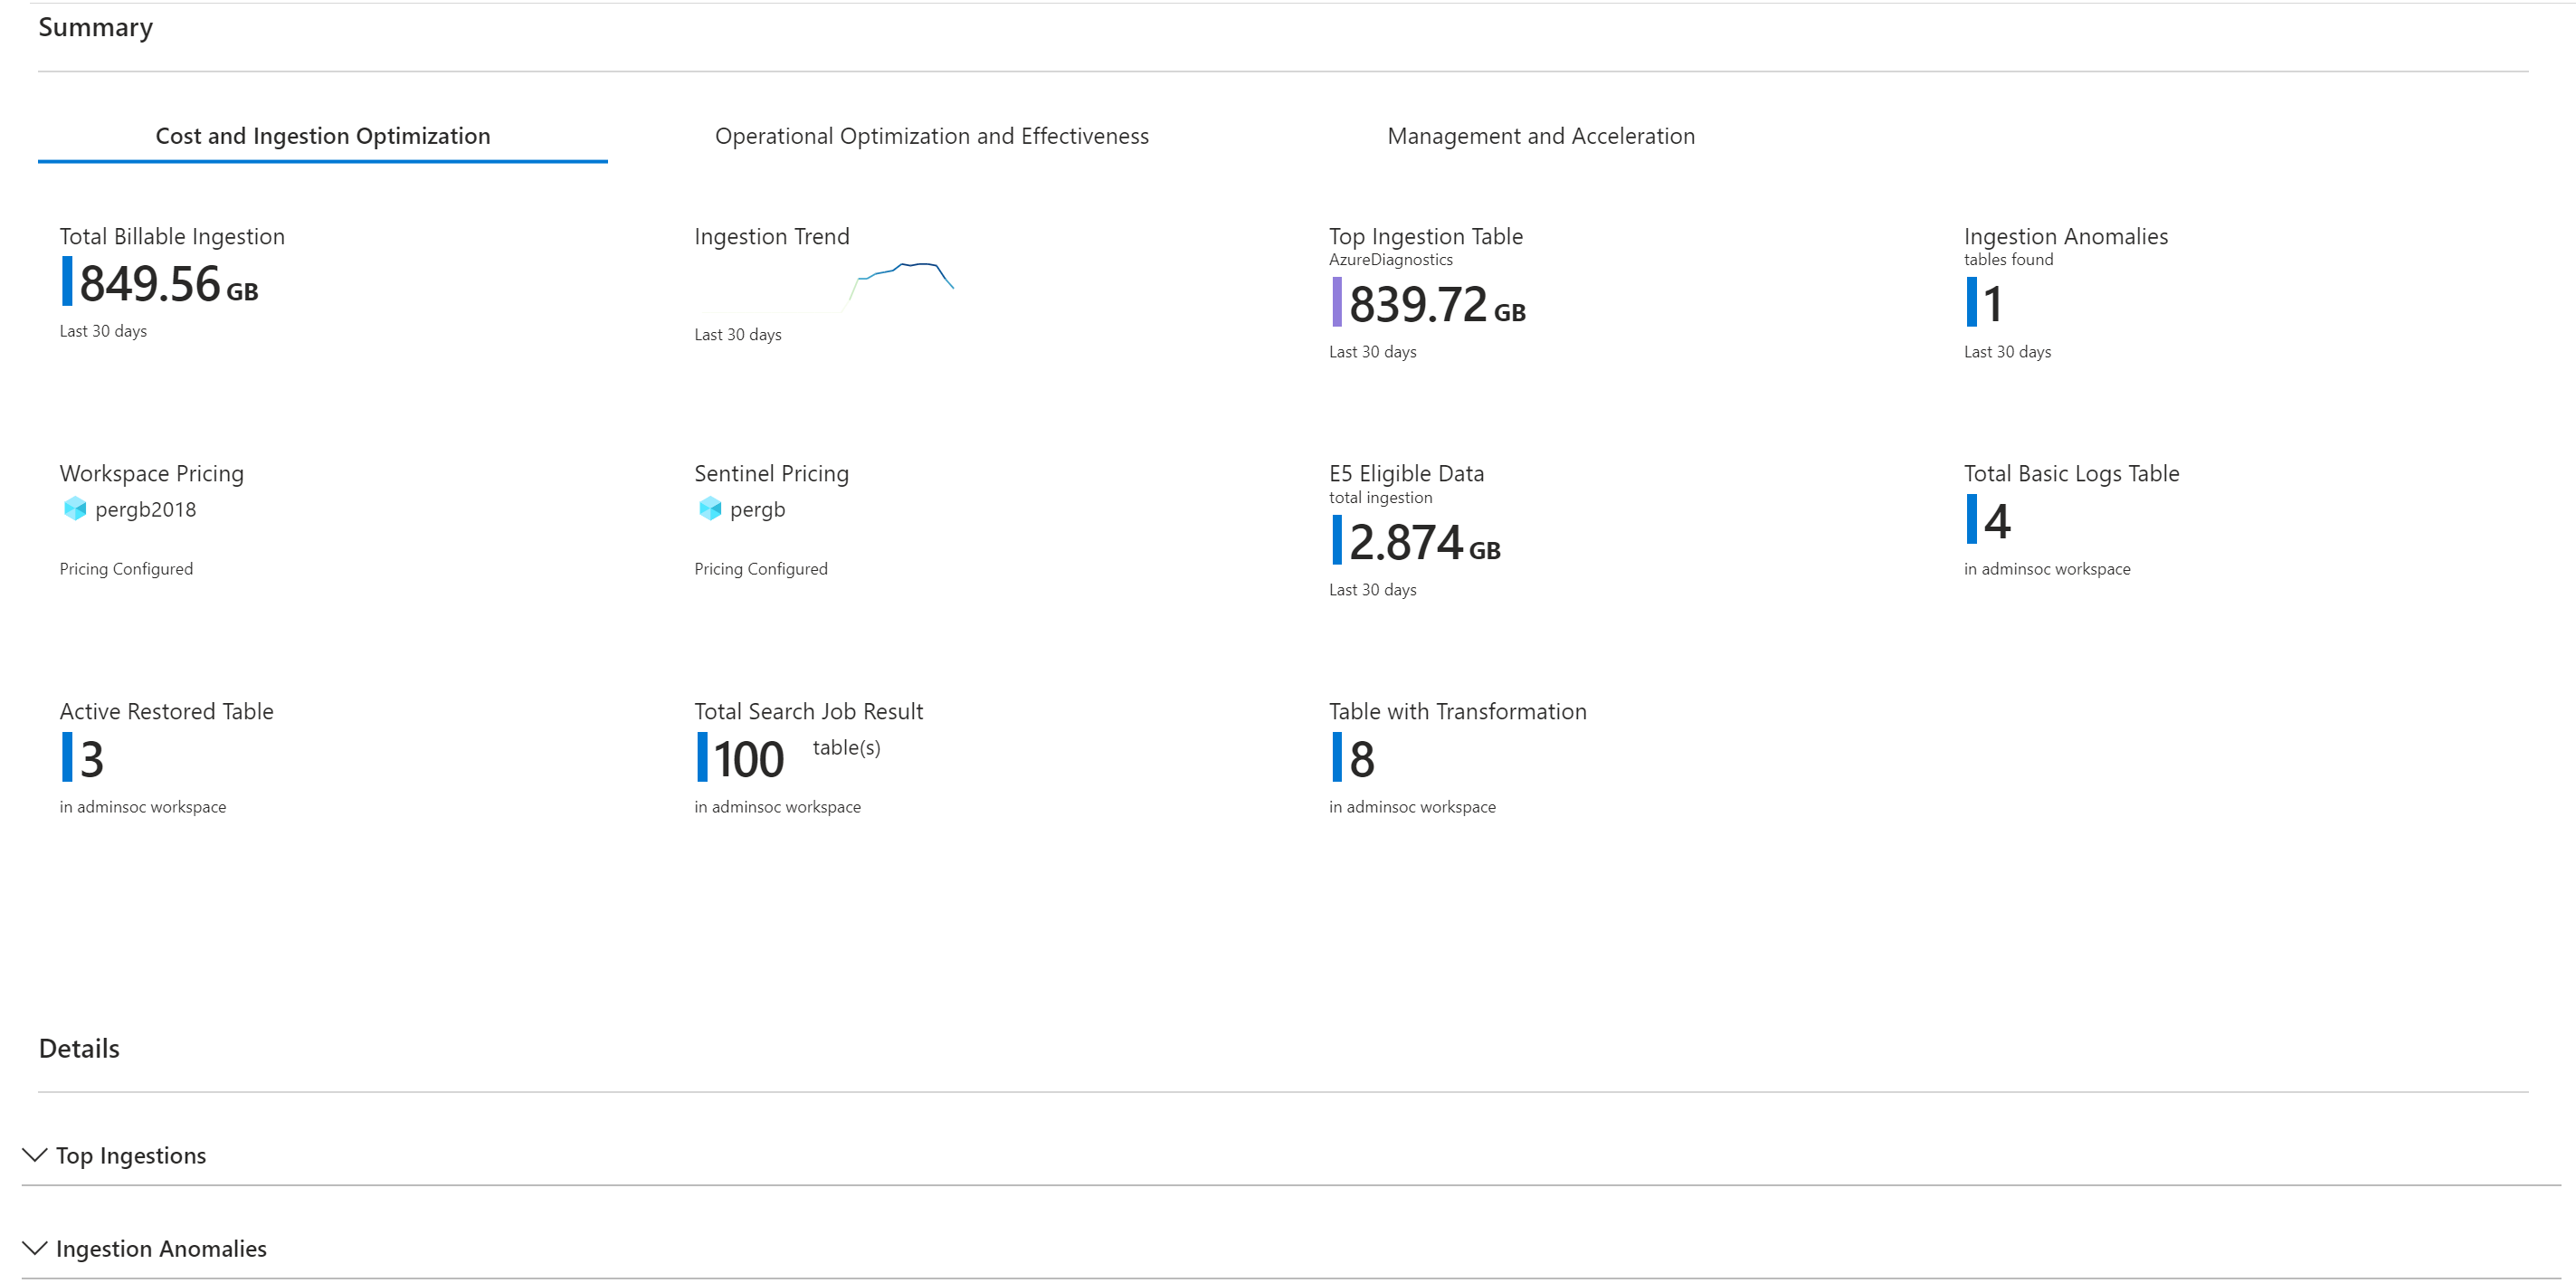 Summary
Cost and Ingestion Optimization
Operational Optimization and Effectiveness
Management and Acceleration
Total Billable Ingestion
849.56 GB
Last 30 days
Ingestion Trend
Last 30 days
Top Ingestion Table
AzureDiagnostics
839.72 GB
Last 30 days
Ingestion Anomalies
tables found
1
Last 30 days
Workspace Pricing
pergb2018
Pricing Configured
Sentinel Pricing
pergb
Pricing Configured
E5 Eligible Data
total ingestion
2.874 GB
Last 30 days
Total Basic Logs Table
4
in adminsoc workspace
Active Restored Table
3
in adminsoc workspace
Total Search Job Result
100 table(s)
in adminsoc workspace
Table with Transformation
8
in adminsoc workspace
Details
Top Ingestions
Ingestion Anomalies